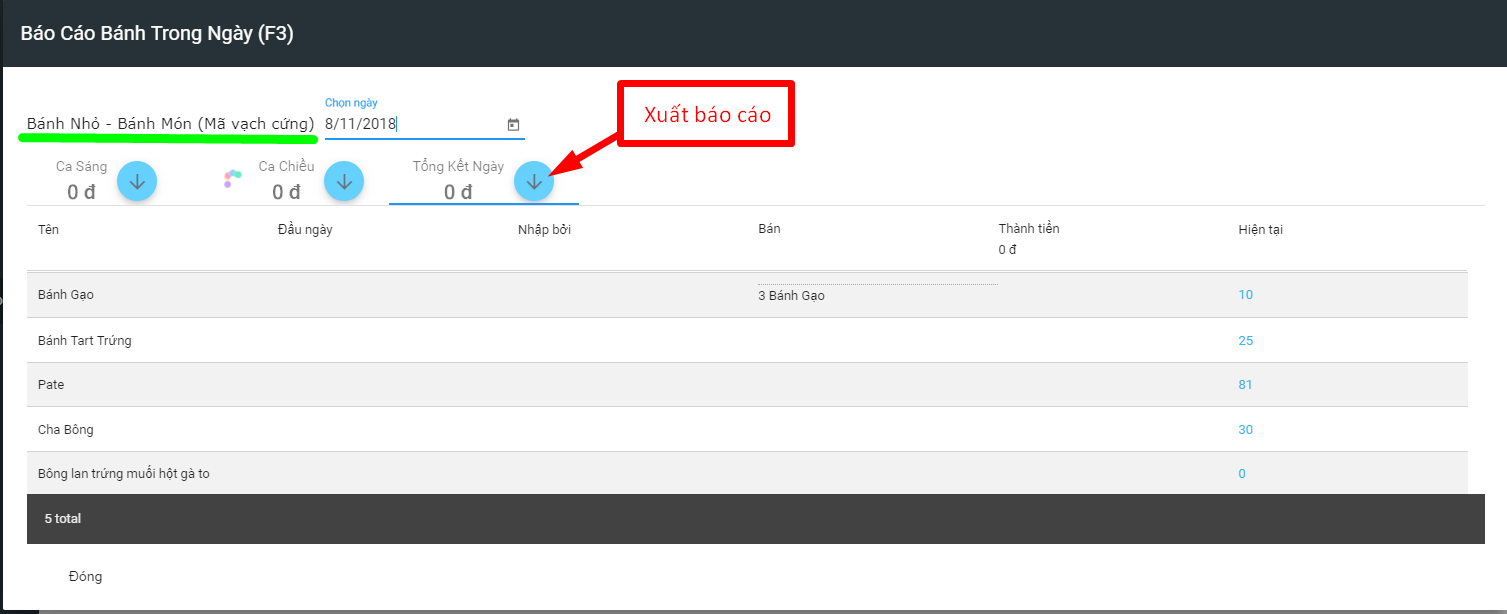 Báo Cáo Bánh Trong Ngày (F3)
Xuất báo cáo
Chọn ngày
Bánh Nhỏ - Bánh Món (Mã vạch cứng) 8/11/2018
Ca Sáng Ca Chiều Tổng Kết Ngày
0 đ 0 đ 0 đ
Tên Đầu ngày Nhập bởi Bán Thành tiền Hiện tại
0 đ
Bánh Gạo 3 Bánh Gạo 10
Bánh Tart Trứng 25
Pate 81
Cha Bông 30
Bông lan trứng muối hột gà to 0
5 total
Đóng